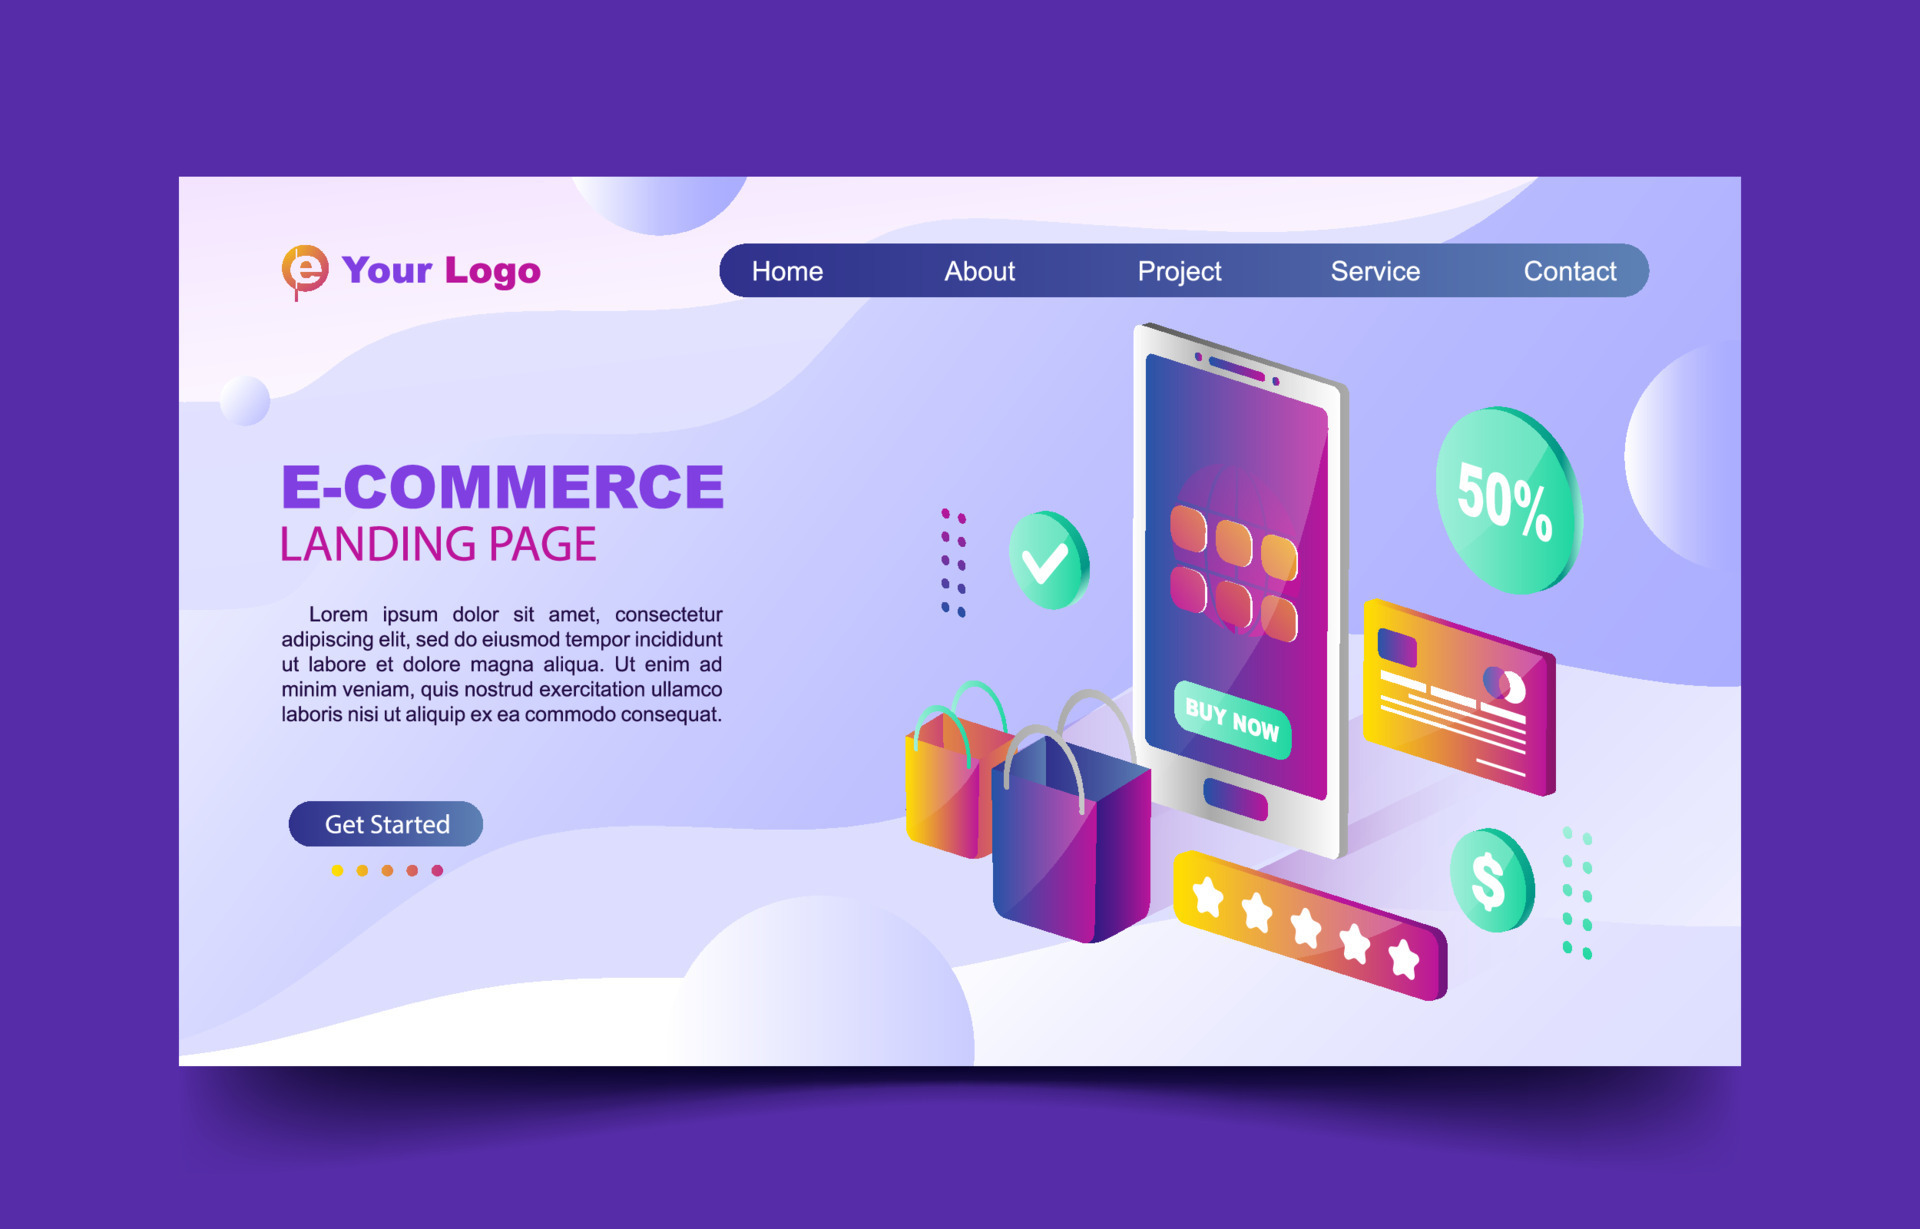 e Your Logo
Home About Project Service Contact
E-COMMERCE
LANDING PAGE
Lorem ipsum dolor sit amet, consectetur
adipiscing elit, sed do eiusmod tempor incididunt
ut labore et dolore magna aliqua. Ut enim ad
minim veniam, quis nostrud exercitation ullamco
laboris nisi ut aliquip ex ea commodo consequat.
Get Started
50%
BUY NOW
$